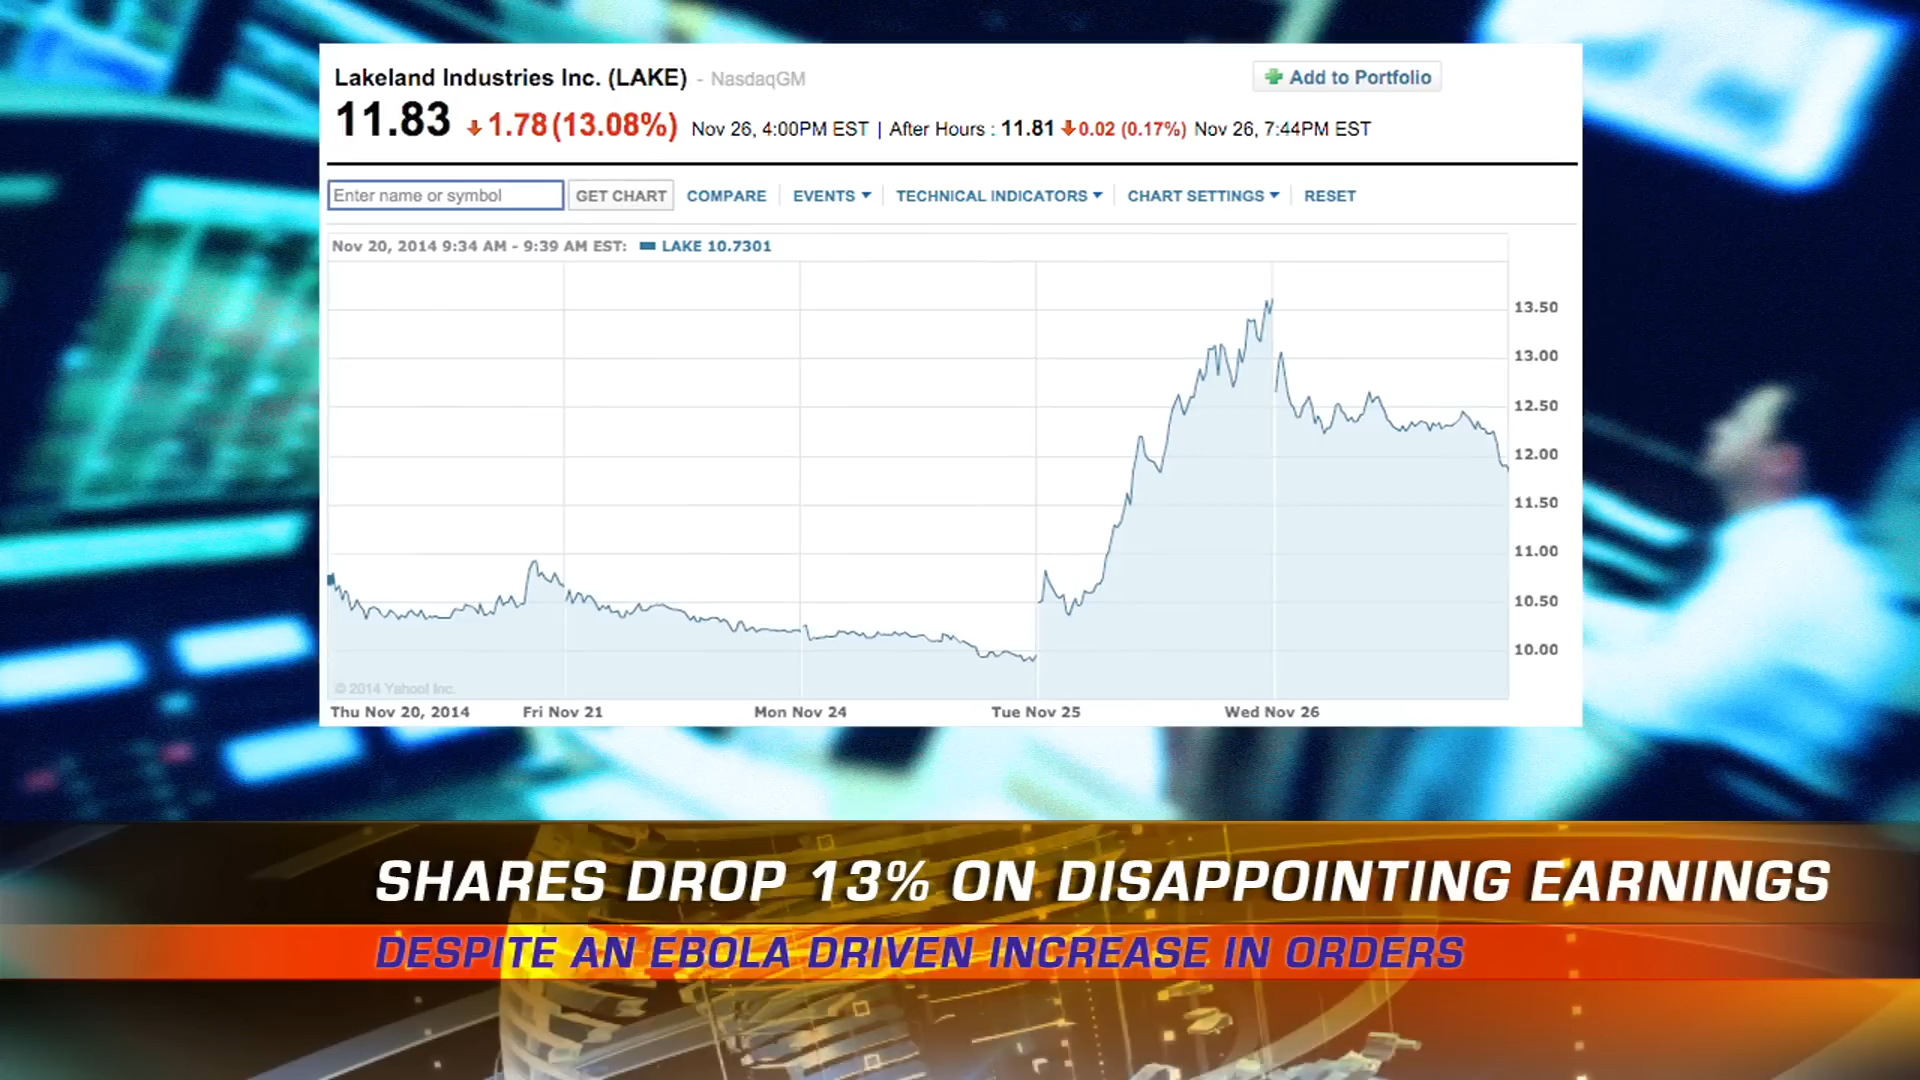 Lakeland Industries Inc. (LAKE) - NasdaqGM
Add to Portfolio
11.83 1.78 (13.08%) Nov 26, 4:00PM EST | After Hours : 11.81 0.02 (0.17%) Nov 26, 7:44PM EST
Enter name or symbol GET CHART COMPARE EVENTS TECHNICAL INDICATORS CHART SETTINGS RESET
Nov 20, 2014 9:34 AM - 9:39 AM EST: LAKE 10.7301
13.50
13.00
12.50
12.00
11.50
11.00
10.50
10.00
© 2014 Yahoo! Inc.
Thu Nov 20, 2014 Fri Nov 21 Mon Nov 24 Tue Nov 25 Wed Nov 26
SHARES DROP 13% ON DISAPPOINTING EARNINGS
DESPITE AN EBOLA DRIVEN INCREASE IN ORDERS